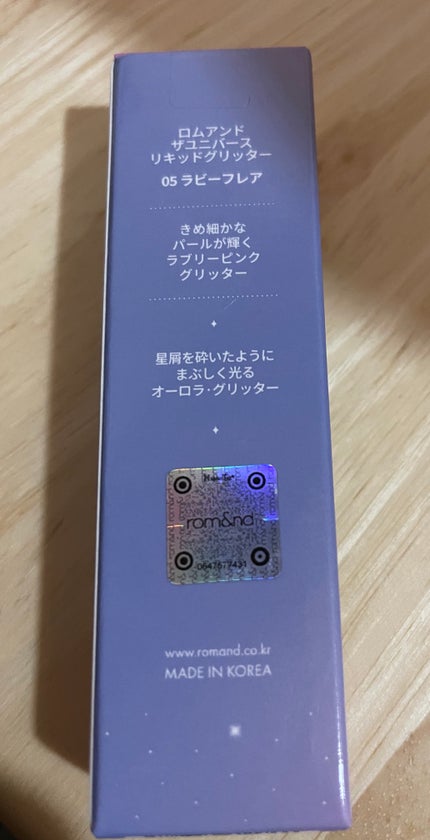 ロムアンド
ザユニバース
リキッドグリッター
05 ラビーフレア
きめ細かな
パールが輝く
ラブリーピンク
グリッター
星屑を砕いたように
まぶしく光る
オーロラ・グリッター
rom&nd
0647677431
www.romand.co.kr
MADE IN KOREA